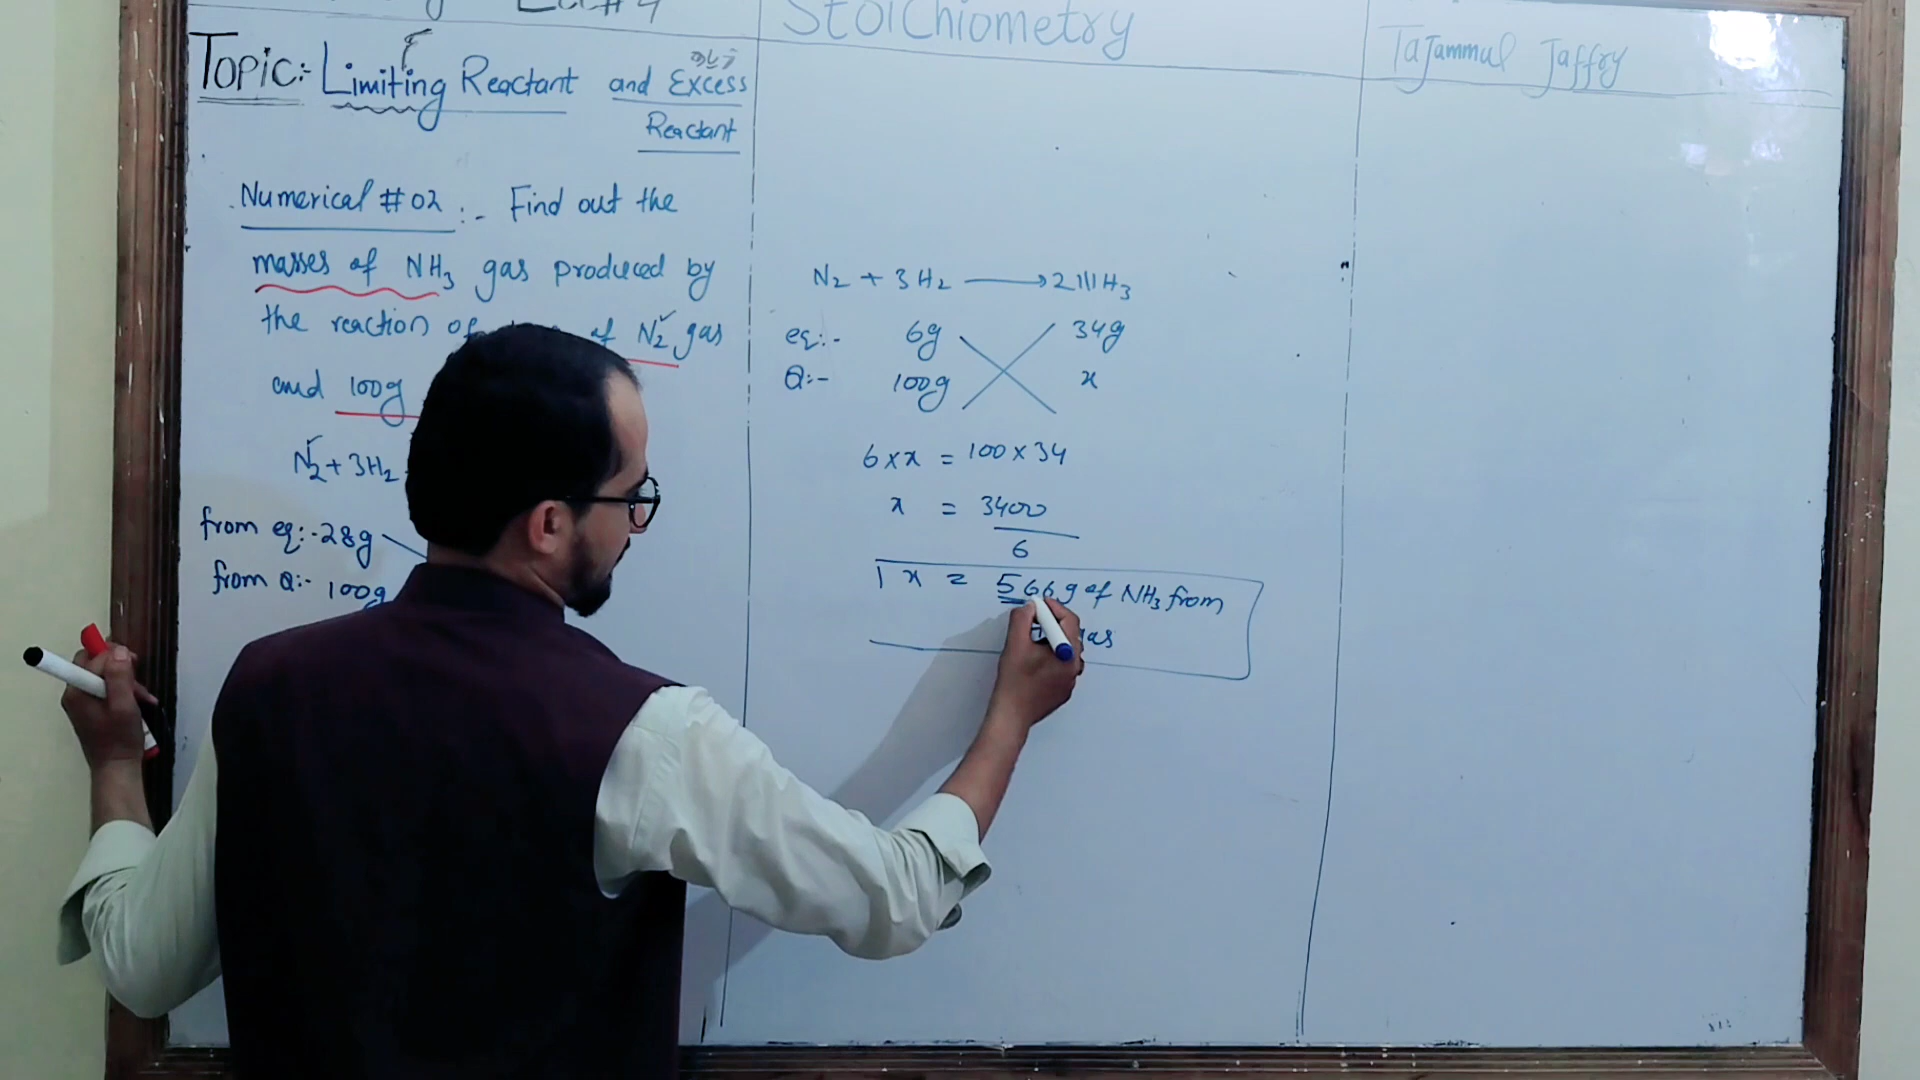 Stoichiometry
Tajammul Jaffry
Topic:- Limiting Reactant and Excess
Reactant
Numerical #02 :- Find out the
masses of NH3 gas produced by
the reaction of of N2 gas
and 100g
N2 + 3H2
from eq:- 28g
from Q:- 100g
N2 + 3H2 → 2NH3
eq:- 6g 34g
Q:- 100g x
6 × x = 100 × 34
x = 3400
6
x = 566g of NH3 from
gas